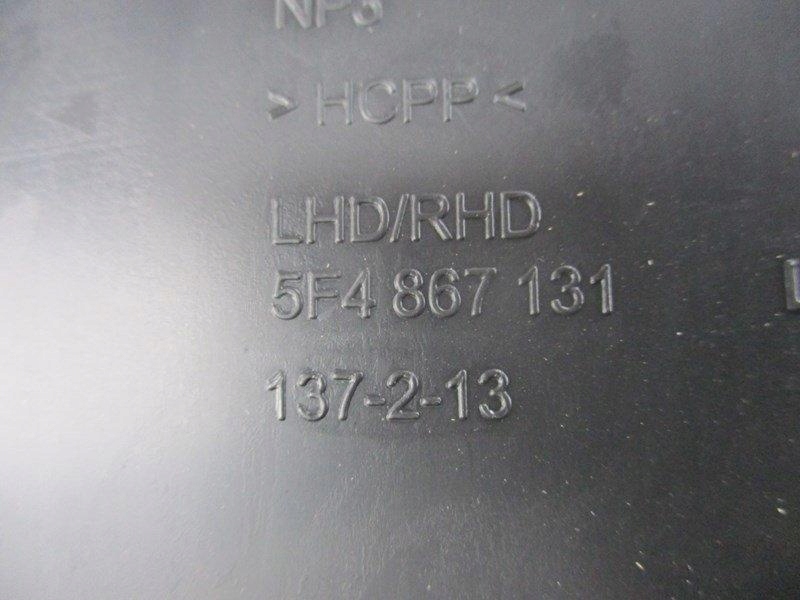 > HCPP <
LHD/RHD
5F4 867 131
137-2-13